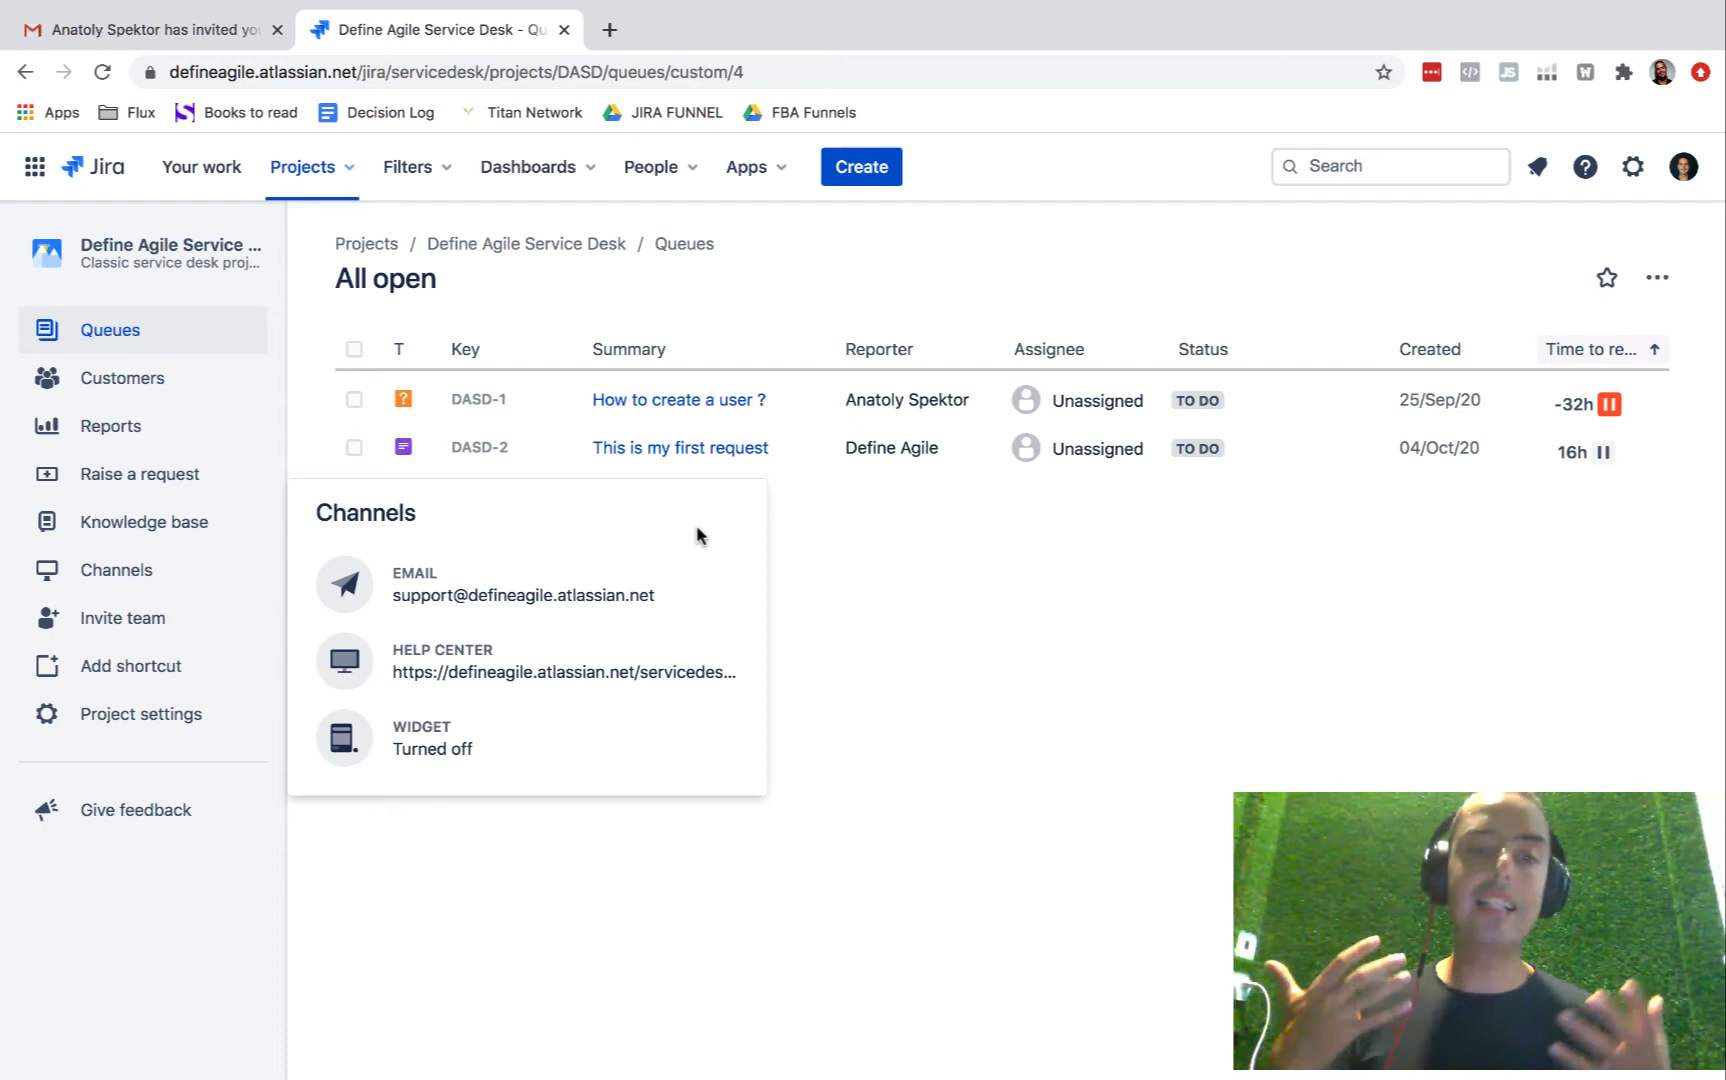 Anatoly Spektor has invited yo
Define Agile Service Desk - Qu
defineagile.atlassian.net/jira/servicedesk/projects/DASD/queues/custom/4
Apps Flux Books to read Decision Log Titan Network JIRA FUNNEL FBA Funnels
Jira Your work Projects Filters Dashboards People Apps Create Search
Define Agile Service ...
Classic service desk proj...
Queues
Customers
Reports
Raise a request
Knowledge base
Channels
Invite team
Add shortcut
Project settings
Give feedback
Projects / Define Agile Service Desk / Queues
All open
T Key Summary Reporter Assignee Status Created Time to re...
DASD-1 How to create a user ? Anatoly Spektor Unassigned TO DO 25/Sep/20 -32h
DASD-2 This is my first request Define Agile Unassigned TO DO 04/Oct/20 16h
Channels
EMAIL
support@defineagile.atlassian.net
HELP CENTER
https://defineagile.atlassian.net/servicedes...
WIDGET
Turned off